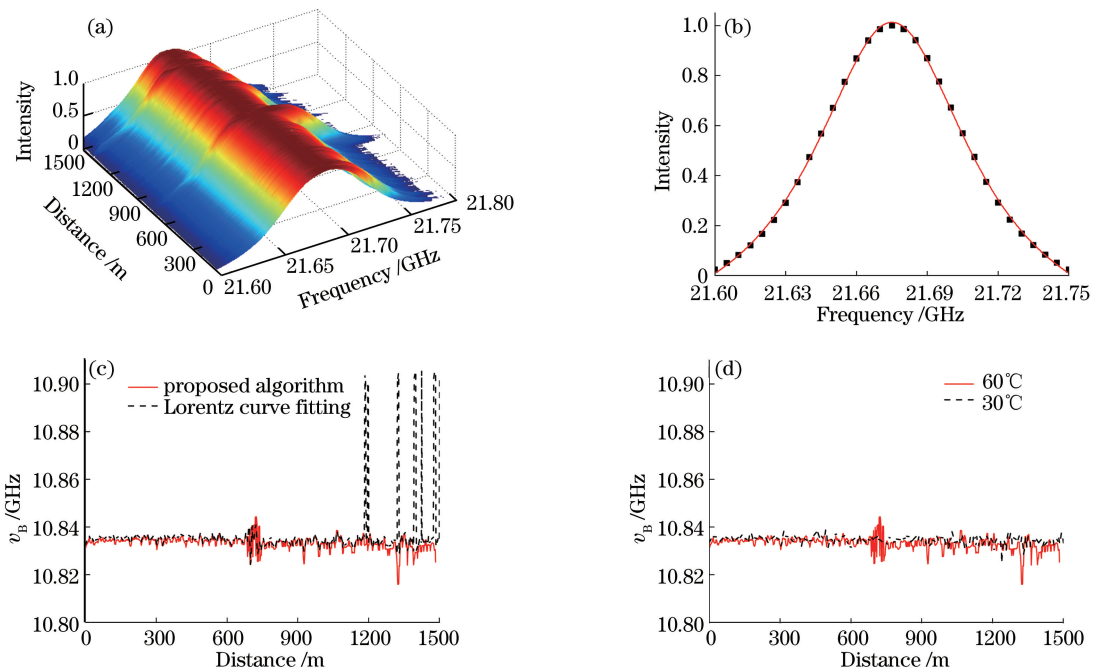 (a)
Intensity
1.0
0.5
0
1500
1200
900
600
300
0
Distance /m
21.60
21.65
21.70
21.75
21.80
Frequency /GHz
(b)
Intensity
1.0
0.8
0.6
0.4
0.2
0
21.60 21.63 21.66 21.69 21.72 21.75
Frequency /GHz
(c)
proposed algorithm
Lorentz curve fitting
νB /GHz
10.90
10.88
10.86
10.84
10.82
10.80
0 300 600 900 1200 1500
Distance /m
(d)
60℃
30℃
νB /GHz
10.90
10.88
10.86
10.84
10.82
10.80
0 300 600 900 1200 1500
Distance /m